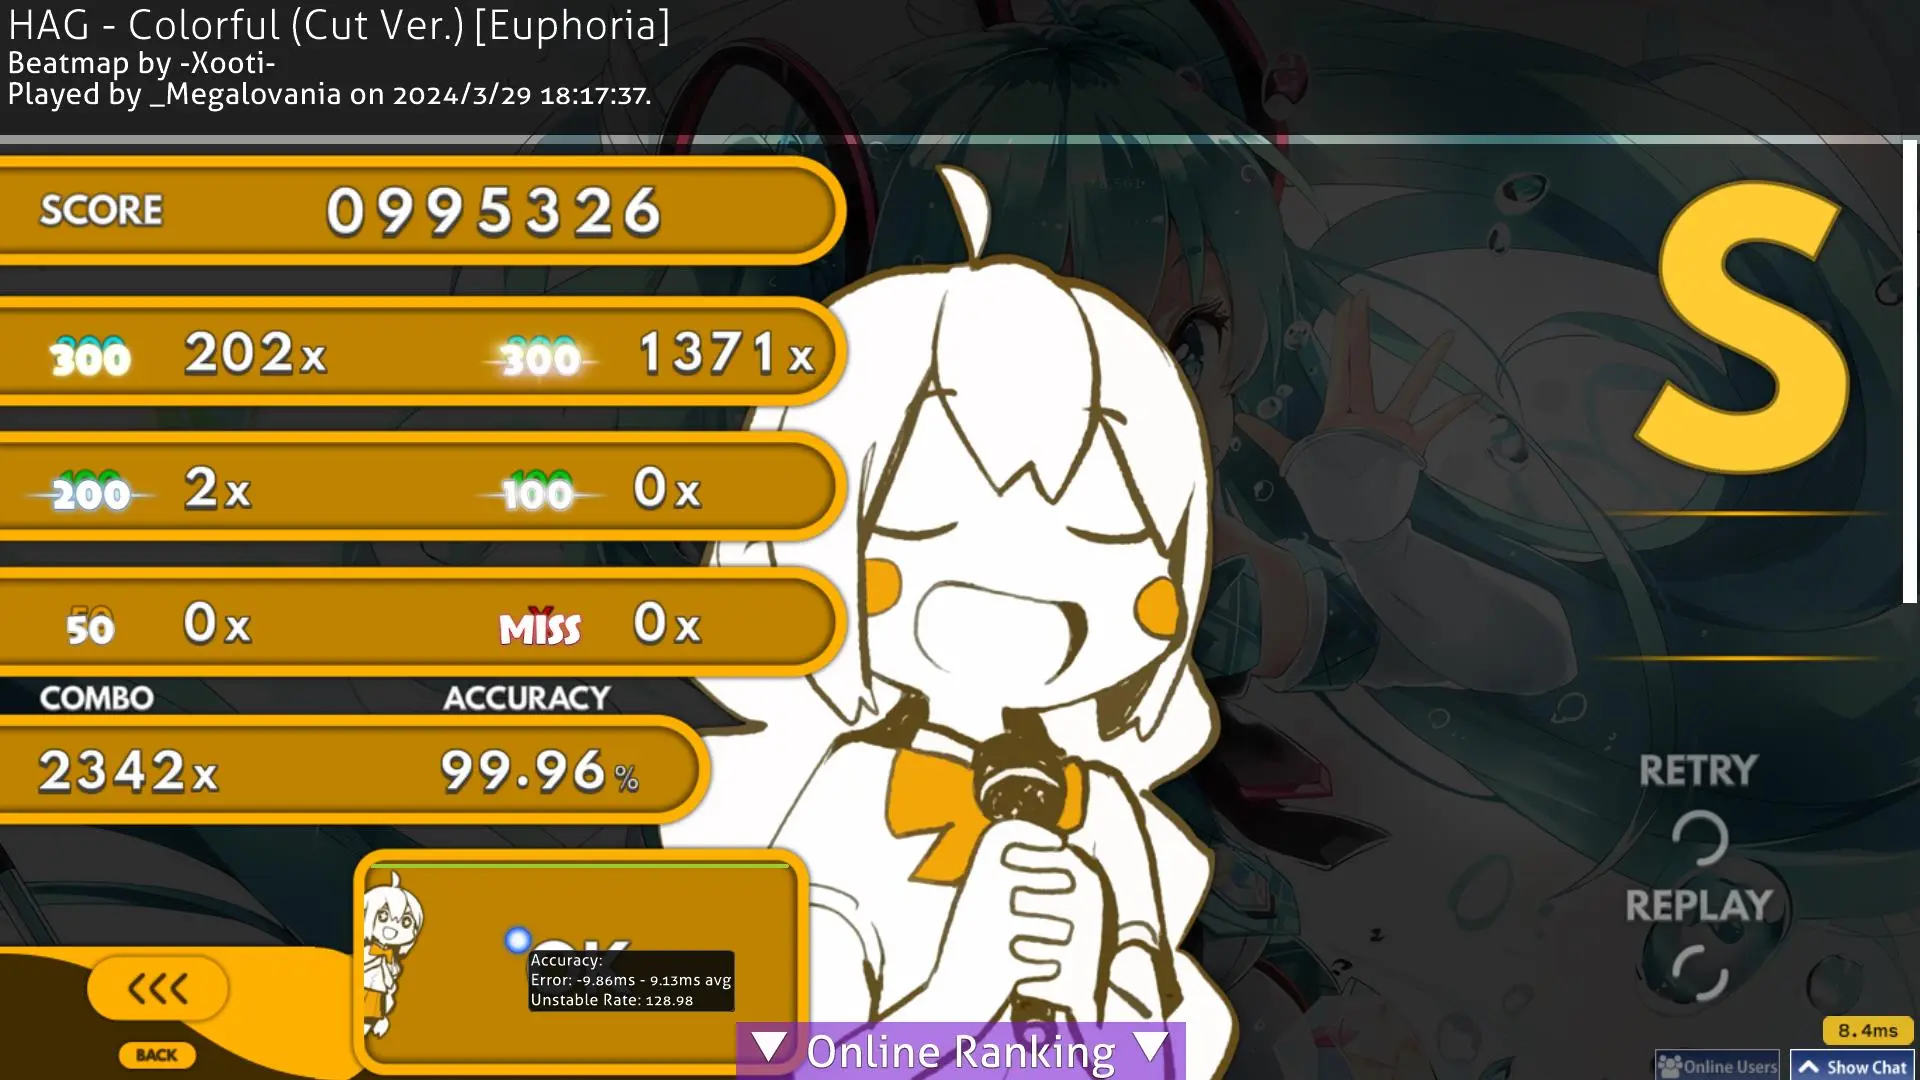 HAG - Colorful (Cut Ver.) [Euphoria]
Beatmap by -Xooti-
Played by _Megalovania on 2024/3/29 18:17:37.
SCORE 0995326
300 202x 300 1371x
200 2x 100 0x
50 0x MISS 0x
COMBO ACCURACY
2342x 99.96%
S
RETRY
REPLAY
OK
Accuracy:
Error: -9.86ms - 9.13ms avg
Unstable Rate: 128.98
<<<
BACK
▼ Online Ranking ▼
8.4ms
Online Users
Show Chat